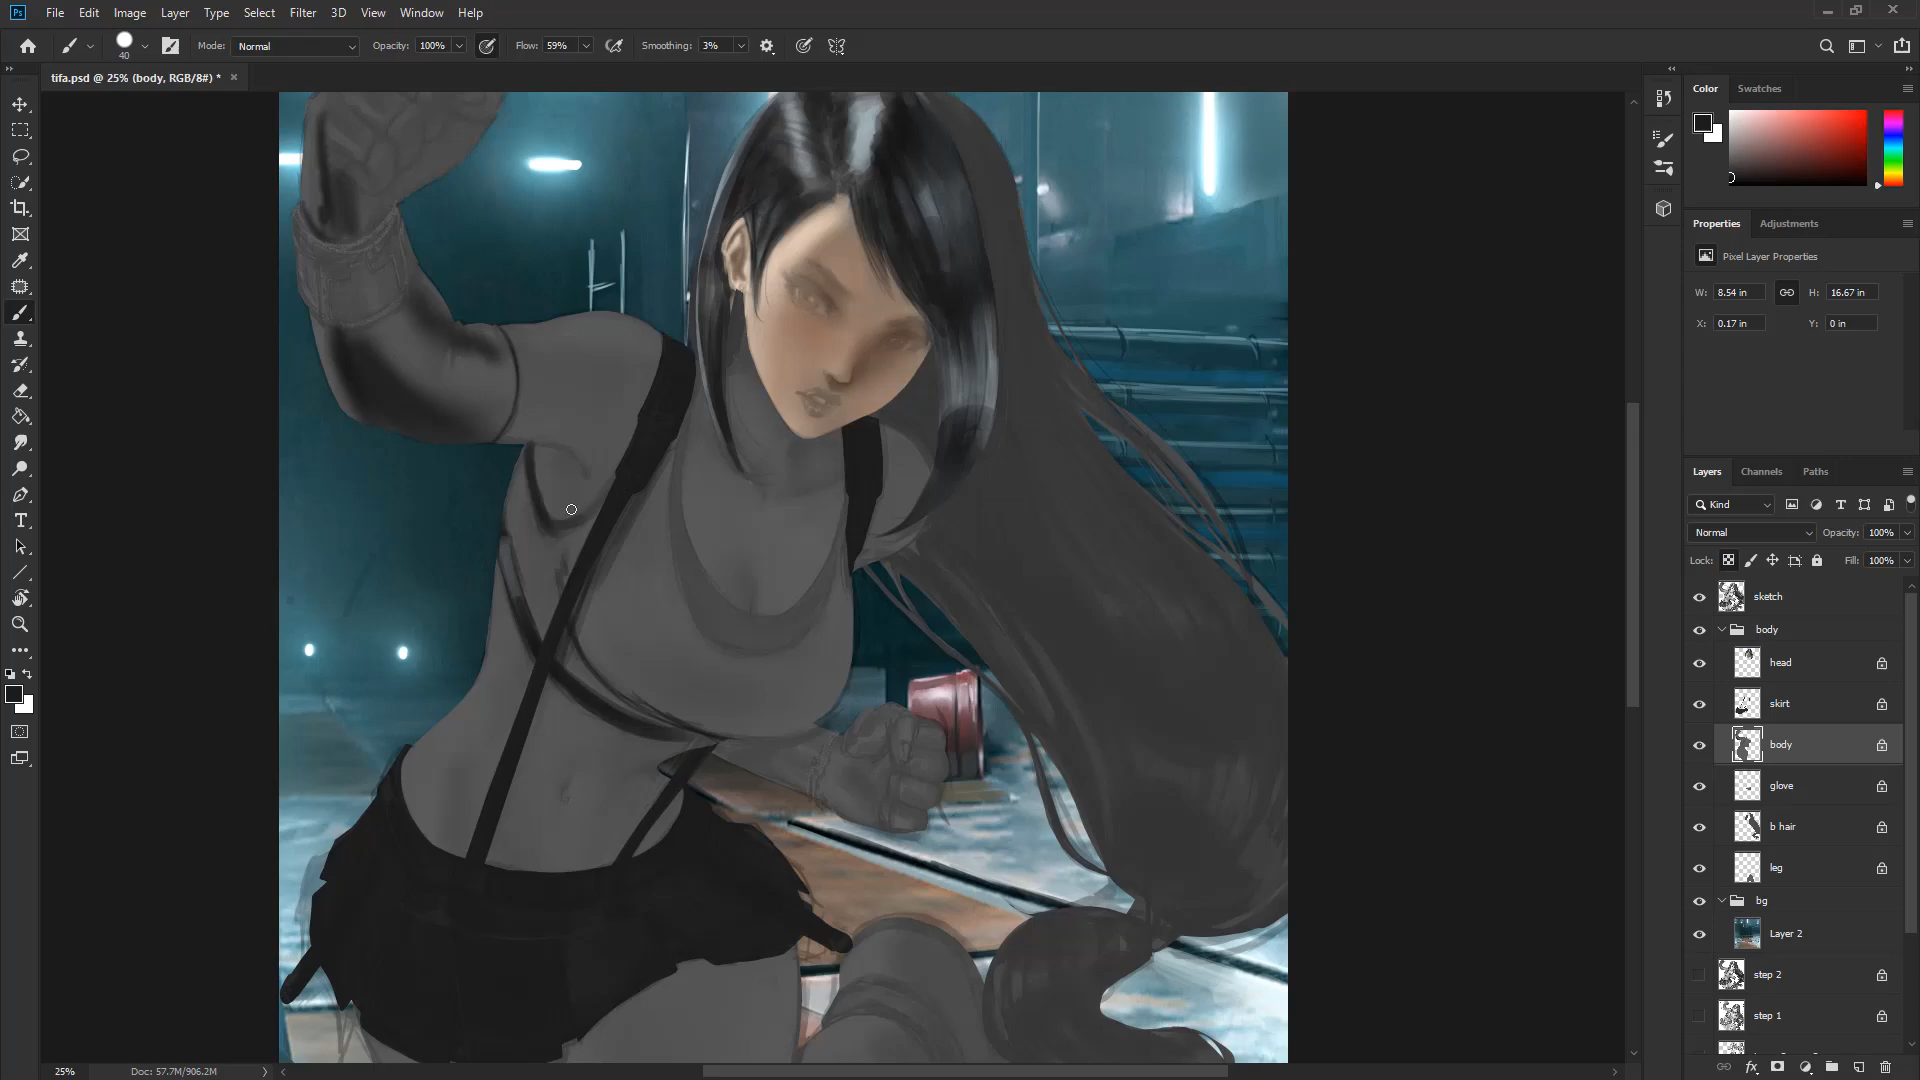 Ps File Edit Image Layer Type Select Filter 3D View Window Help
40 Mode: Normal Opacity: 100% Flow: 59% Smoothing: 3%
tifa.psd @ 25% (body, RGB/8#) *
Color Swatches
Properties Adjustments
Pixel Layer Properties
W: 8.54 in H: 16.67 in
X: 0.17 in Y: 0 in
Layers Channels Paths
Kind
Normal Opacity: 100%
Lock: Fill: 100%
sketch
body
head
skirt
body
glove
b hair
leg
bg
Layer 2
step 2
step 1
25% Doc: 57.7M/906.2M